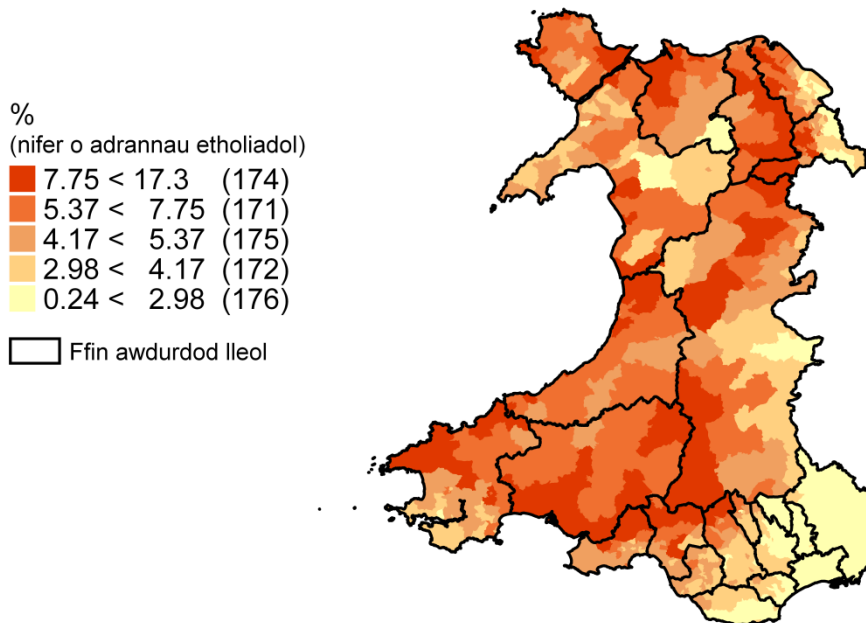 %
(nifer o adrannau etholiadol)
7.75 < 17.3 (174)
5.37 < 7.75 (171)
4.17 < 5.37 (175)
2.98 < 4.17 (172)
0.24 < 2.98 (176)
Ffin awdurdod lleol